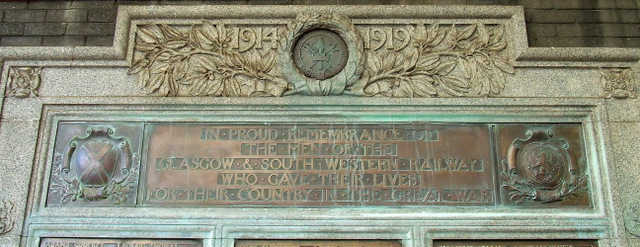 1914 1919
IN · PROUD · REMEMBRANCE · OF
THE · MEN · OF · THE
GLASGOW · & · SOUTH · WESTERN · RAILWAY
WHO · GAVE · THEIR · LIVES
FOR · THEIR · COUNTRY · IN · THE · GREAT · WAR